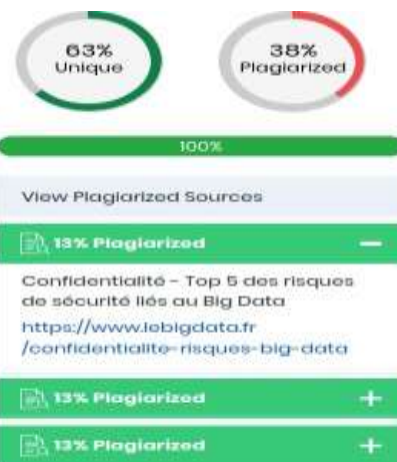 63%
Unique
38%
Plagiarized
100%
View Plagiarized Sources
13% Plagiarized
Confidentialité - Top 5 des risques
de sécurité liés au Big Data
https://www.lebigdata.fr
/confidentialite-risques-big-data
13% Plagiarized
13% Plagiarized